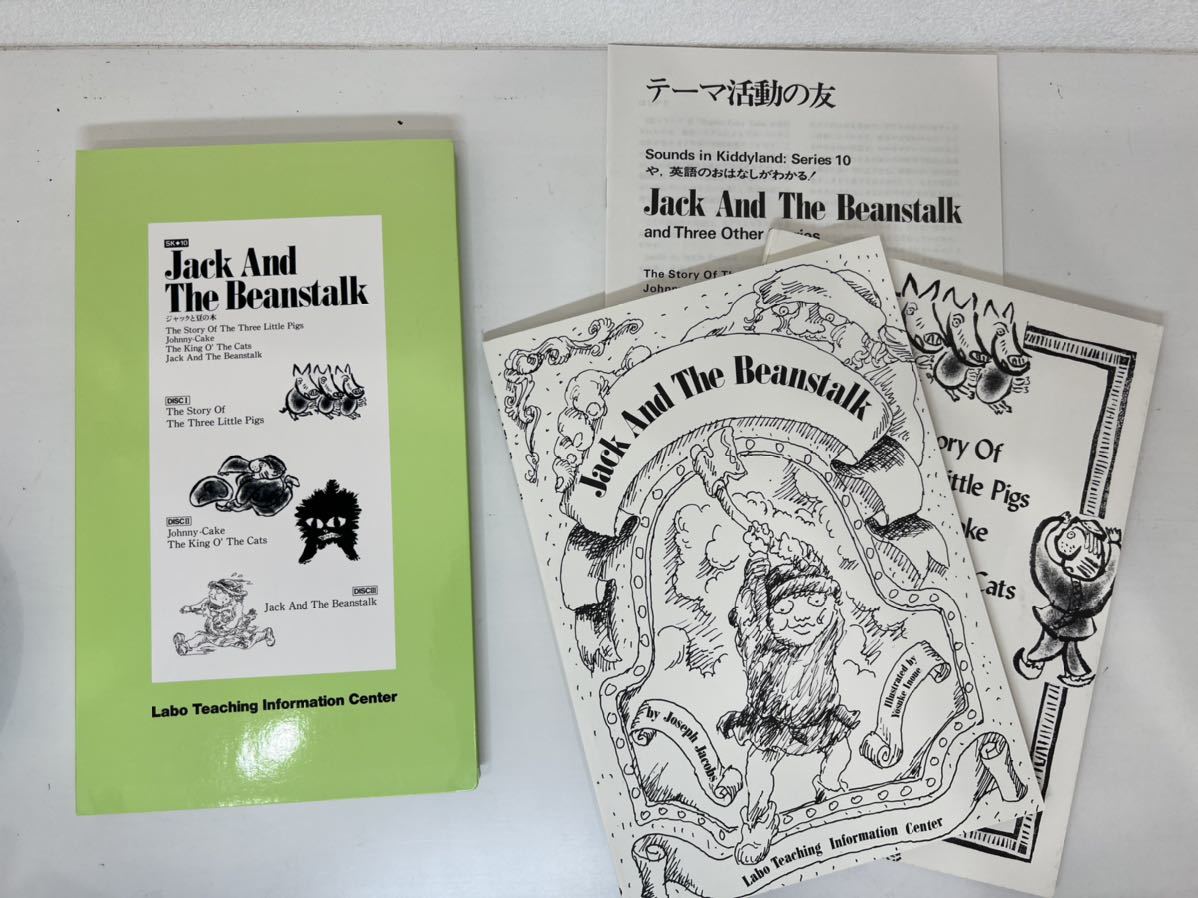 SK◆10
Jack And
The Beanstalk
ジャックと豆の木
The Story Of The Three Little Pigs
Johnny-Cake
The King O' The Cats
Jack And The Beanstalk
DISC I
The Story Of
The Three Little Pigs
DISC II
Johnny-Cake
The King O' The Cats
DISC III
Jack And The Beanstalk
Labo Teaching Information Center
テーマ活動の友
Sounds in Kiddyland: Series 10
や,英語のおはなしがわかる!
Jack And The Beanstalk
and Three Other
The Story Of
Jack And The Beanstalk
by Joseph Jacobs
Illustrated by
Yosuke Inoue
Labo Teaching Information Center
ory Of
ittle Pigs
ake
Cats